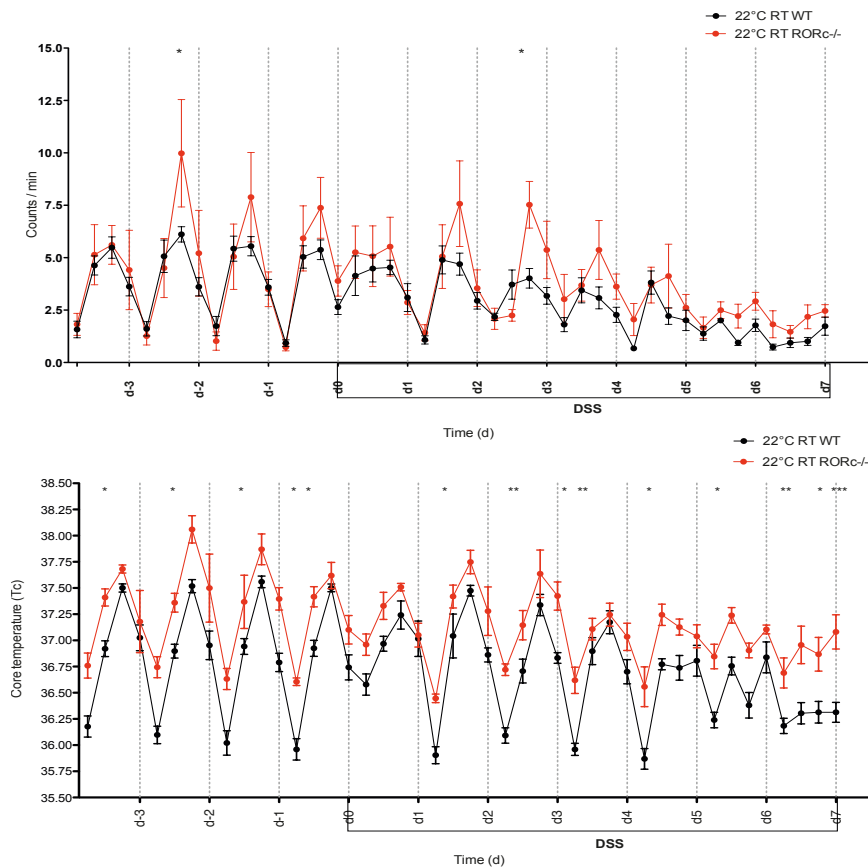 22°C RT WT
22°C RT RORc-/-
15.0
* *
12.5
10.0
Counts / min
7.5
5.0
2.5
0.0
d-3 d-2 d-1 d0 d1 d2 d3 d4 d5 d6 d7
DSS
Time (d)
22°C RT WT
22°C RT RORc-/-
38.50
* * * * * * ** * ** * * ** * ***
38.25
38.00
37.75
37.50
37.25
Core temperature (Tc)
37.00
36.75
36.50
36.25
36.00
35.75
35.50
d-3 d-2 d-1 d0 d1 d2 d3 d4 d5 d6 d7
DSS
Time (d)